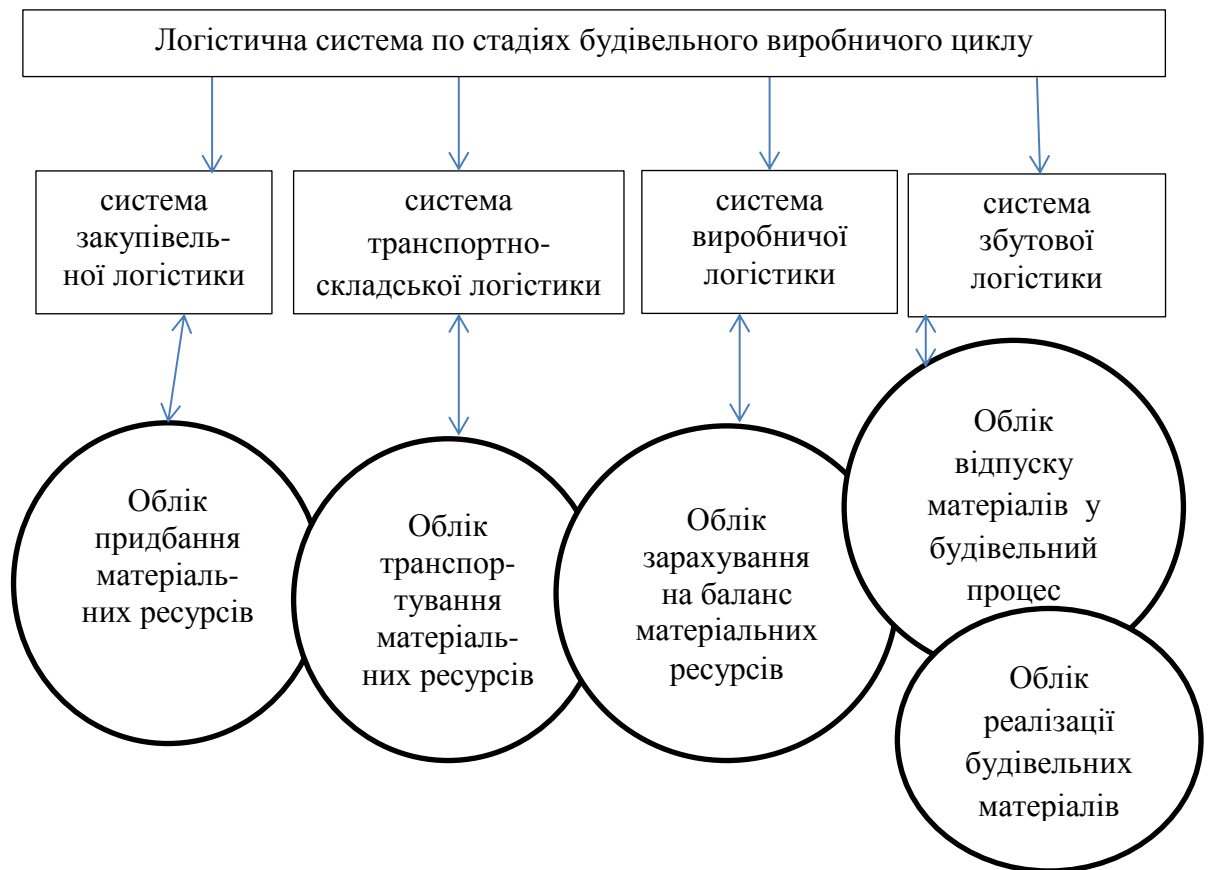 Логістична система по стадіях будівельного виробничого циклу
система
закупівель-
ної логістики
система
транспортно-
складської логістики
система
виробничої
логістики
система
збутової
логістики
Облік
придбання
матеріаль-
них ресурсів
Облік
транспор-
тування
матеріаль-
них ресурсів
Облік
зарахування
на баланс
матеріальних
ресурсів
Облік
відпуску
матеріалів у
будівельний
процес
Облік
реалізації
будівельних
матеріалів